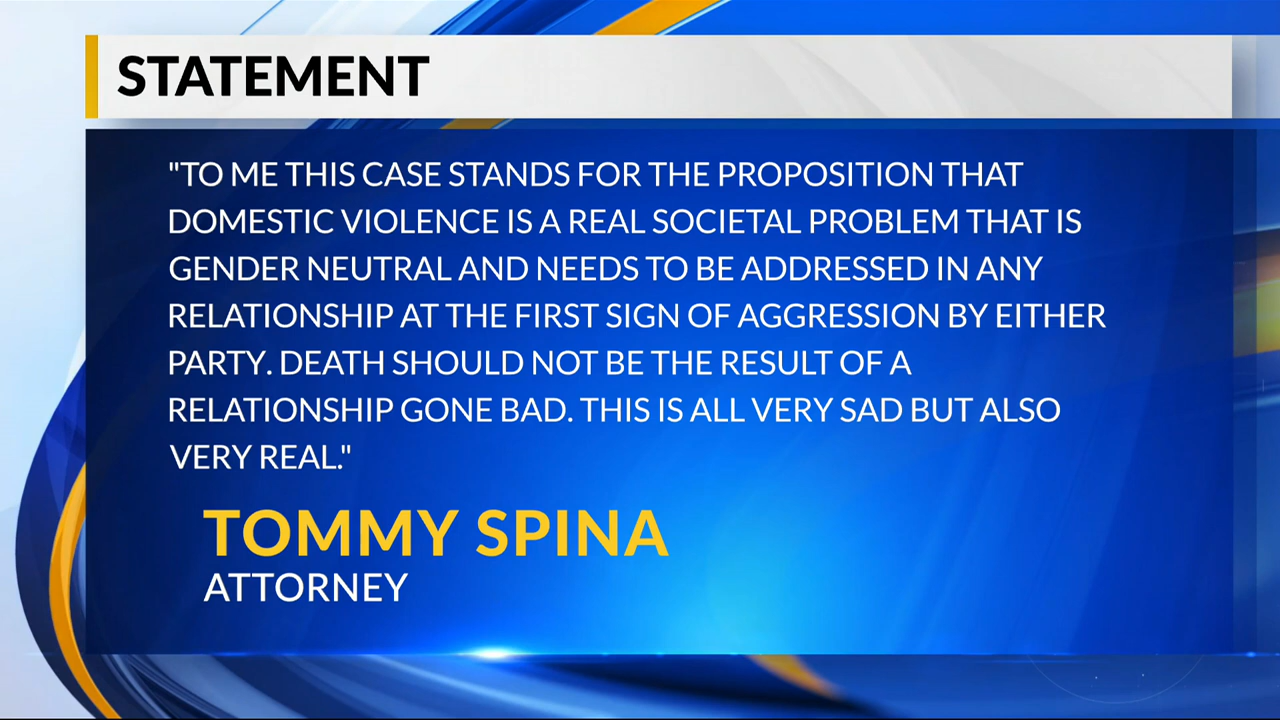 STATEMENT
"TO ME THIS CASE STANDS FOR THE PROPOSITION THAT
DOMESTIC VIOLENCE IS A REAL SOCIETAL PROBLEM THAT IS
GENDER NEUTRAL AND NEEDS TO BE ADDRESSED IN ANY
RELATIONSHIP AT THE FIRST SIGN OF AGGRESSION BY EITHER
PARTY. DEATH SHOULD NOT BE THE RESULT OF A
RELATIONSHIP GONE BAD. THIS IS ALL VERY SAD BUT ALSO
VERY REAL."
TOMMY SPINA
ATTORNEY